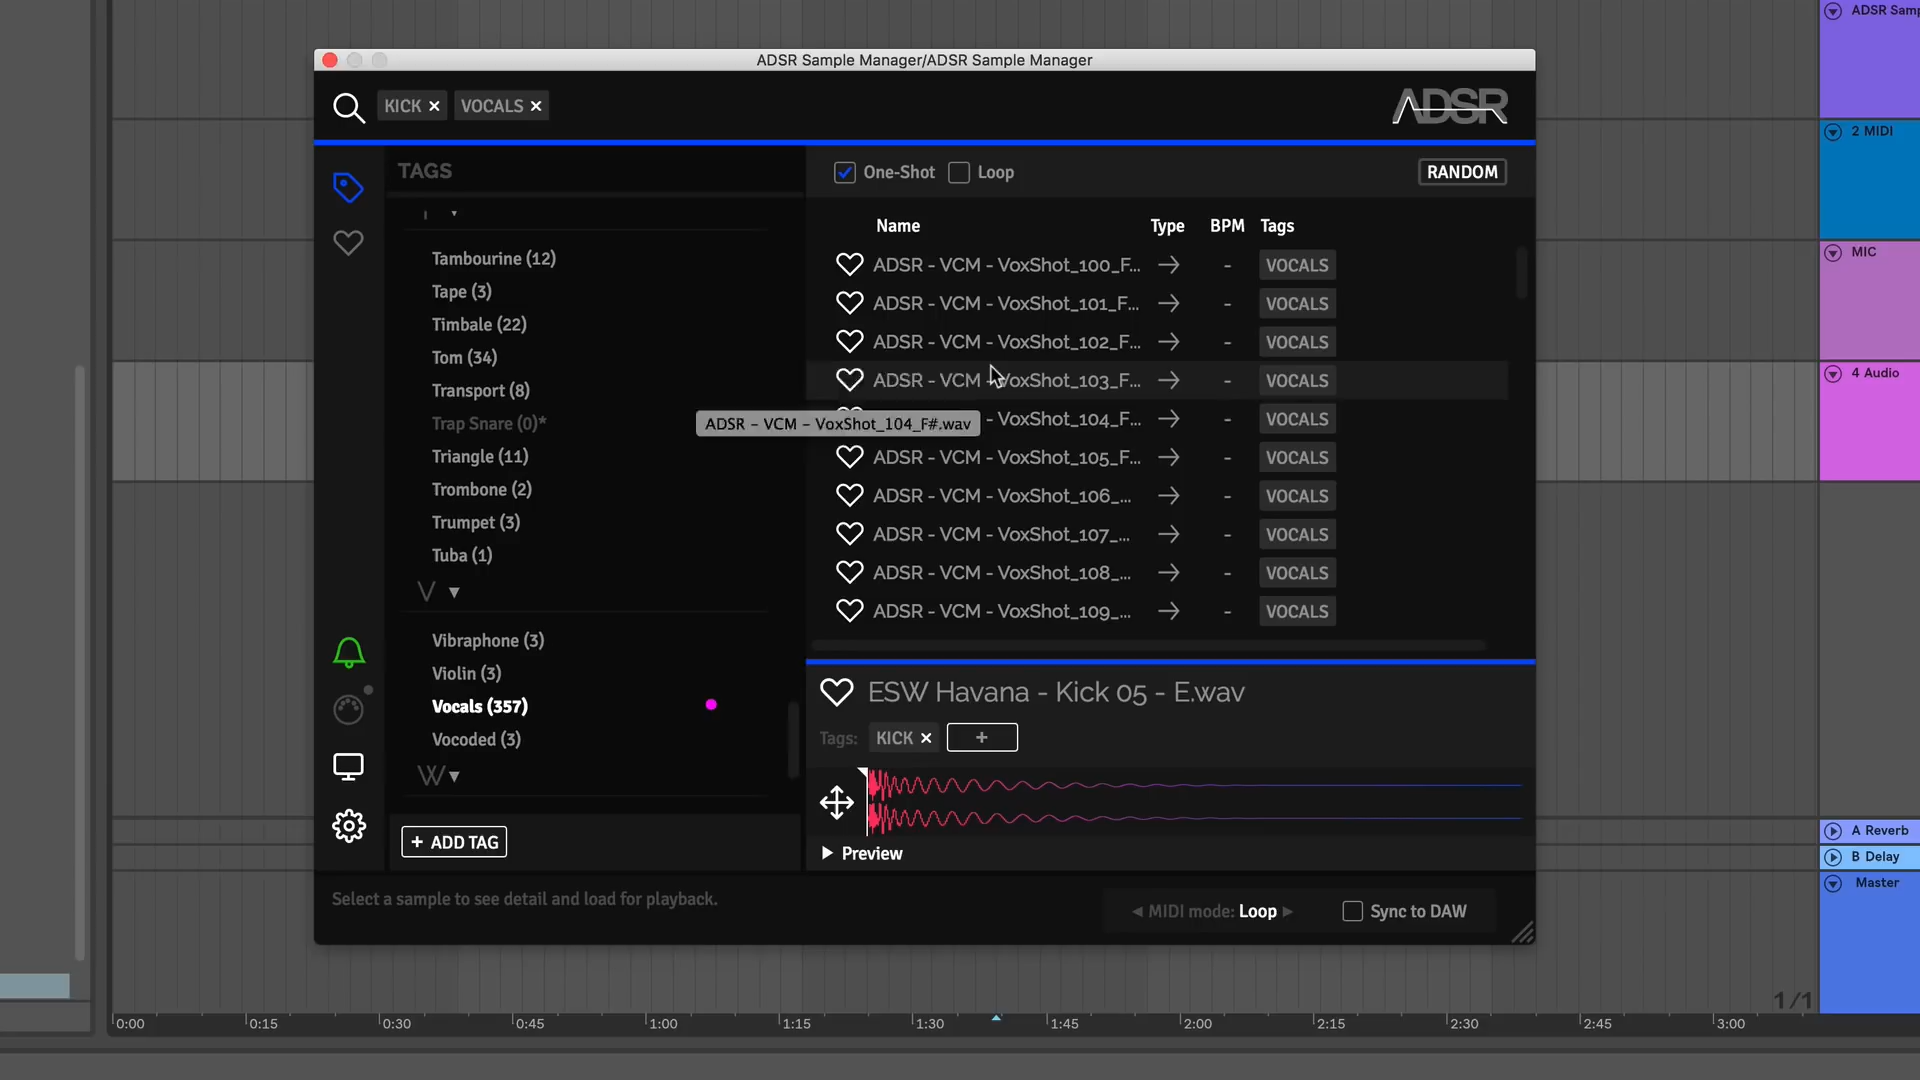 ADSR Samp
ADSR Sample Manager/ADSR Sample Manager
KICK ×
VOCALS ×
ADSR
2 MIDI
TAGS
One-Shot
Loop
RANDOM
Name
Type
BPM
Tags
MIC
Tambourine (12)
Tape (3)
Timbale (22)
Tom (34)
Transport (8)
Trap Snare (0)*
Triangle (11)
Trombone (2)
Trumpet (3)
Tuba (1)
V
Vibraphone (3)
Violin (3)
Vocals (357)
Vocoded (3)
W
+ ADD TAG
ADSR - VCM - VoxShot_100_F... - VOCALS
ADSR - VCM - VoxShot_101_F... - VOCALS
ADSR - VCM - VoxShot_102_F... - VOCALS
ADSR - VCM - VoxShot_103_F... - VOCALS
- VoxShot_104_F... - VOCALS
ADSR - VCM - VoxShot_104_F#.wav
ADSR - VCM - VoxShot_105_F... - VOCALS
ADSR - VCM - VoxShot_106_... - VOCALS
ADSR - VCM - VoxShot_107_... - VOCALS
ADSR - VCM - VoxShot_108_... - VOCALS
ADSR - VCM - VoxShot_109_... - VOCALS
4 Audio
ESW Havana - Kick 05 - E.wav
Tags:
KICK ×
+
Preview
Select a sample to see detail and load for playback.
MIDI mode: Loop
Sync to DAW
A Reverb
B Delay
Master
1/1
0:00
0:15
0:30
0:45
1:00
1:15
1:30
1:45
2:00
2:15
2:30
2:45
3:00